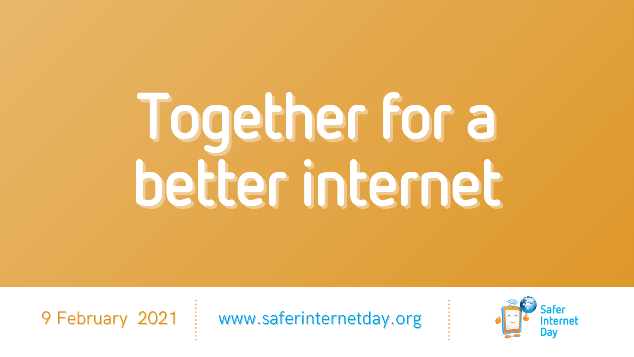 Together for a
better internet
9 February 2021
www.saferinternetday.org
Safer
Internet
Day